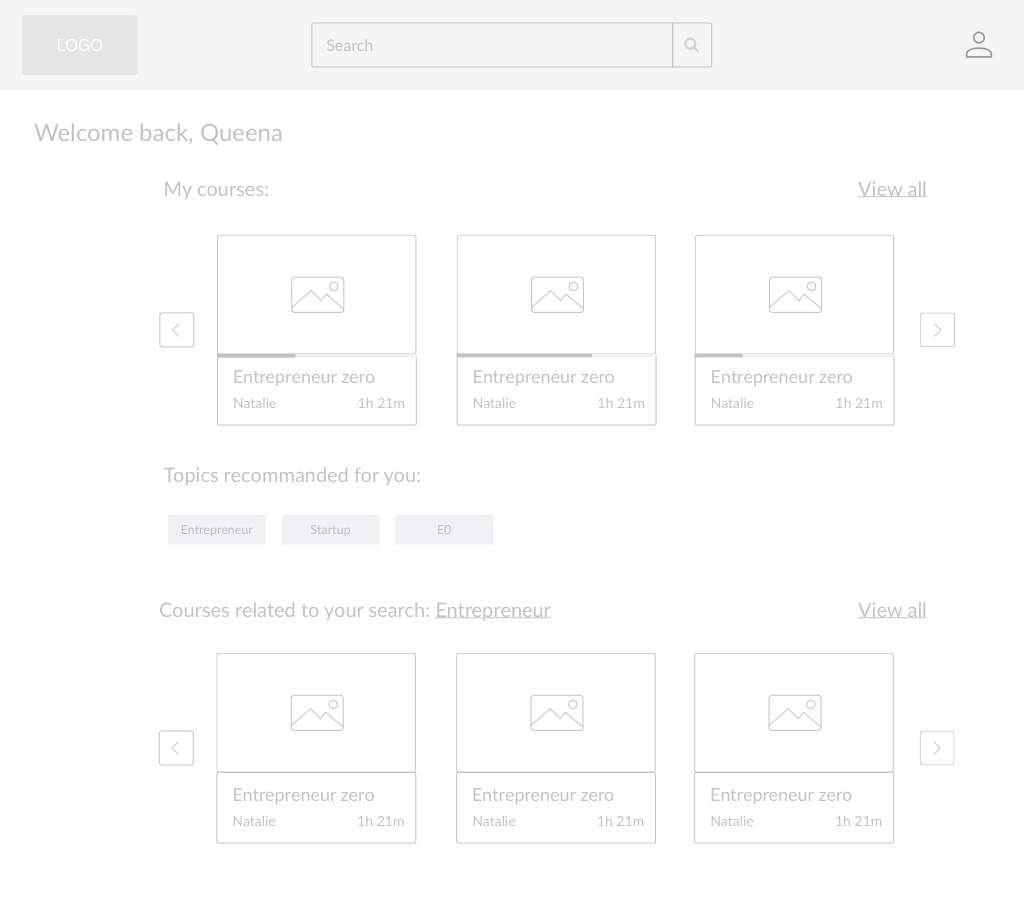 LOGO
Search
Welcome back, Queena
My courses:
View all
Entrepreneur zero
Natalie 1h 21m
Entrepreneur zero
Natalie 1h 21m
Entrepreneur zero
Natalie 1h 21m
Topics recommanded for you:
Entrepreneur
Startup
E0
Courses related to your search: Entrepreneur
View all
Entrepreneur zero
Natalie 1h 21m
Entrepreneur zero
Natalie 1h 21m
Entrepreneur zero
Natalie 1h 21m